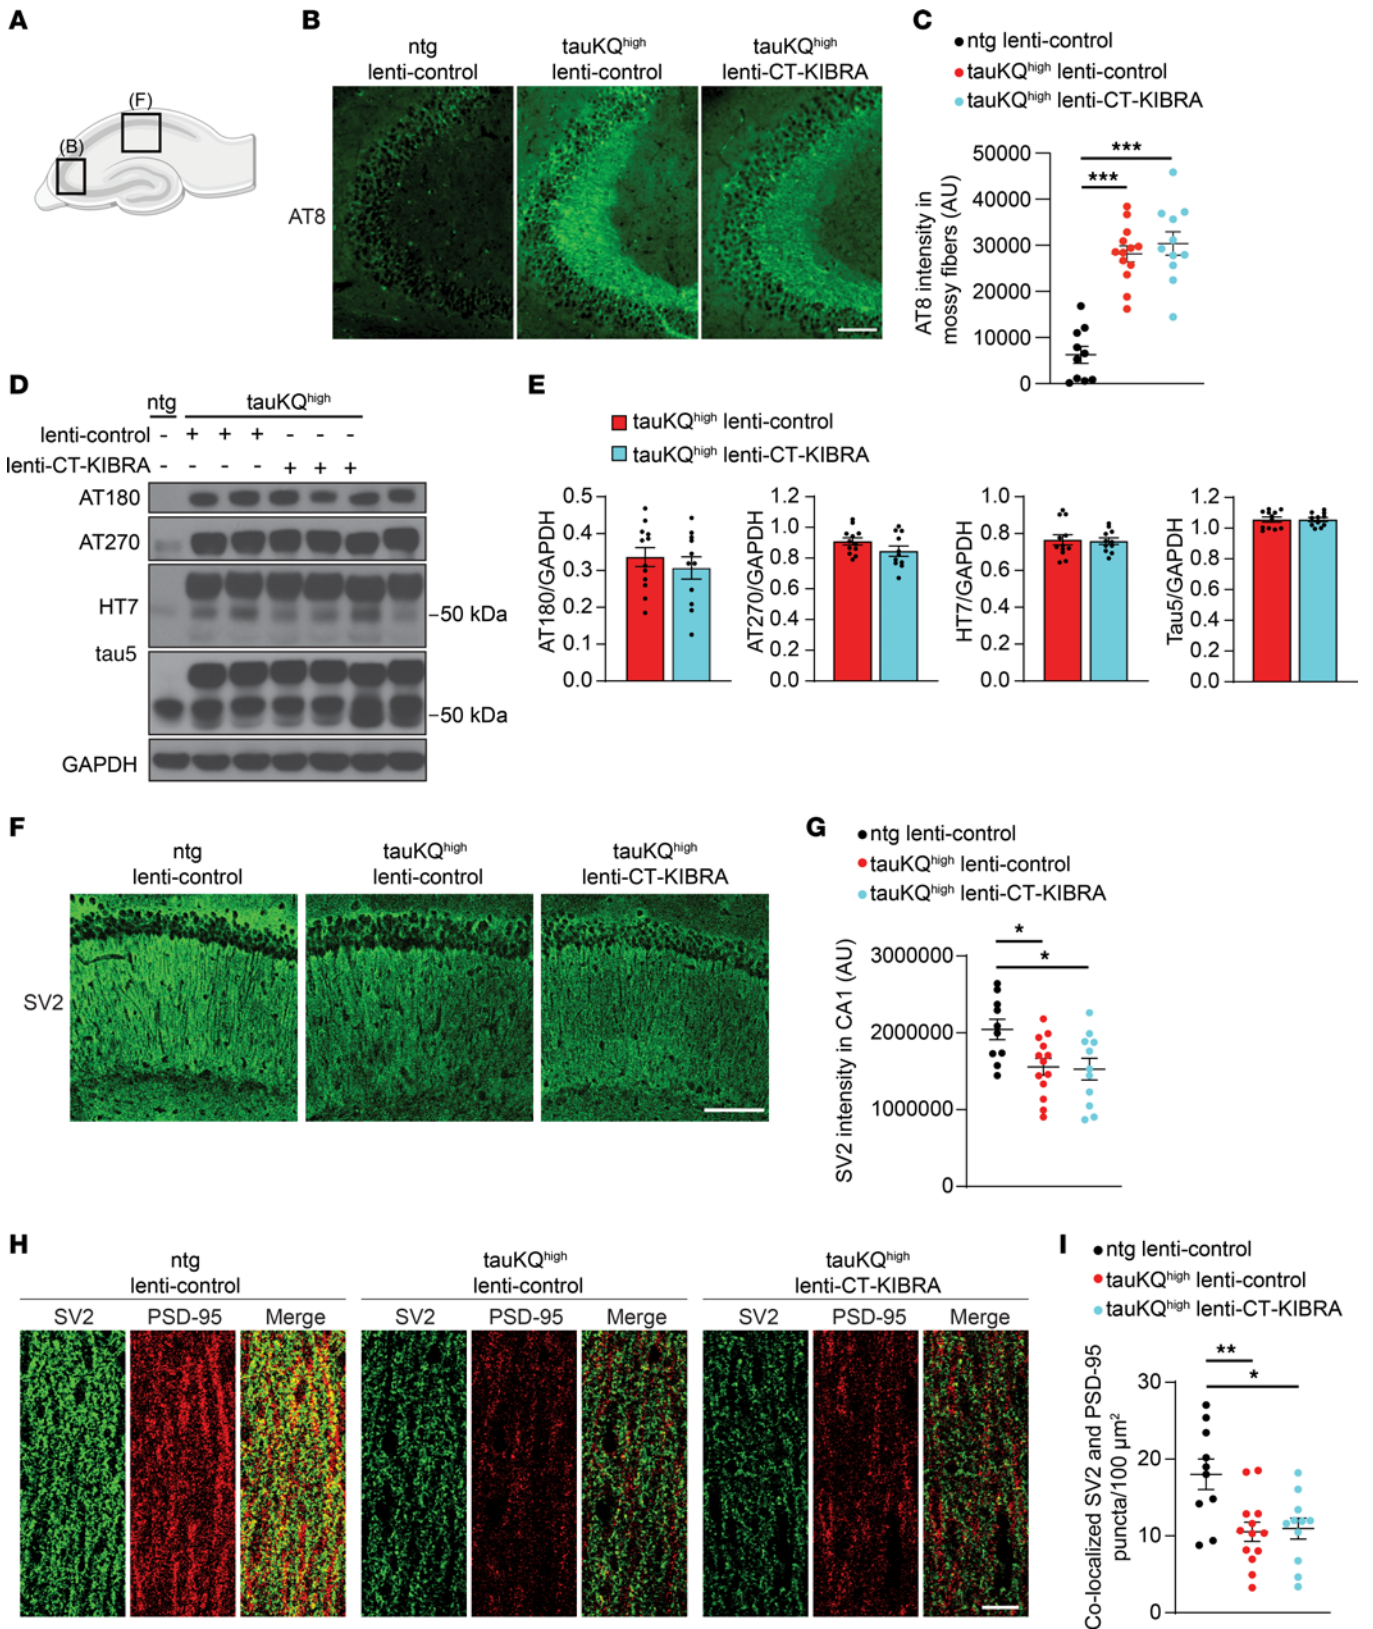 A
(F)
(B)
B
ntg
lenti-control
tauKQhigh
lenti-control
tauKQhigh
lenti-CT-KIBRA
AT8
C
ntg lenti-control
tauKQhigh lenti-control
tauKQhigh lenti-CT-KIBRA
AT8 intensity in
mossy fibers (AU)
50000
40000
30000
20000
10000
0
***
***
D
ntg
tauKQhigh
lenti-control - + + + - - -
lenti-CT-KIBRA - - - - + + +
AT180
AT270
HT7
–50 kDa
tau5
–50 kDa
GAPDH
E
tauKQhigh lenti-control
tauKQhigh lenti-CT-KIBRA
AT180/GAPDH
0.5
0.4
0.3
0.2
0.1
0.0
AT270/GAPDH
1.2
1.0
0.8
0.6
0.4
0.2
0.0
HT7/GAPDH
1.0
0.8
0.6
0.4
0.2
0.0
Tau5/GAPDH
1.2
1.0
0.8
0.6
0.4
0.2
0.0
F
ntg
lenti-control
tauKQhigh
lenti-control
tauKQhigh
lenti-CT-KIBRA
SV2
G
ntg lenti-control
tauKQhigh lenti-control
tauKQhigh lenti-CT-KIBRA
SV2 intensity in CA1 (AU)
3000000
2000000
1000000
0
*
*
H
ntg
lenti-control
SV2 PSD-95 Merge
tauKQhigh
lenti-control
SV2 PSD-95 Merge
tauKQhigh
lenti-CT-KIBRA
SV2 PSD-95 Merge
I
ntg lenti-control
tauKQhigh lenti-control
tauKQhigh lenti-CT-KIBRA
Co-localized SV2 and PSD-95
puncta/100 µm²
30
20
10
0
**
*